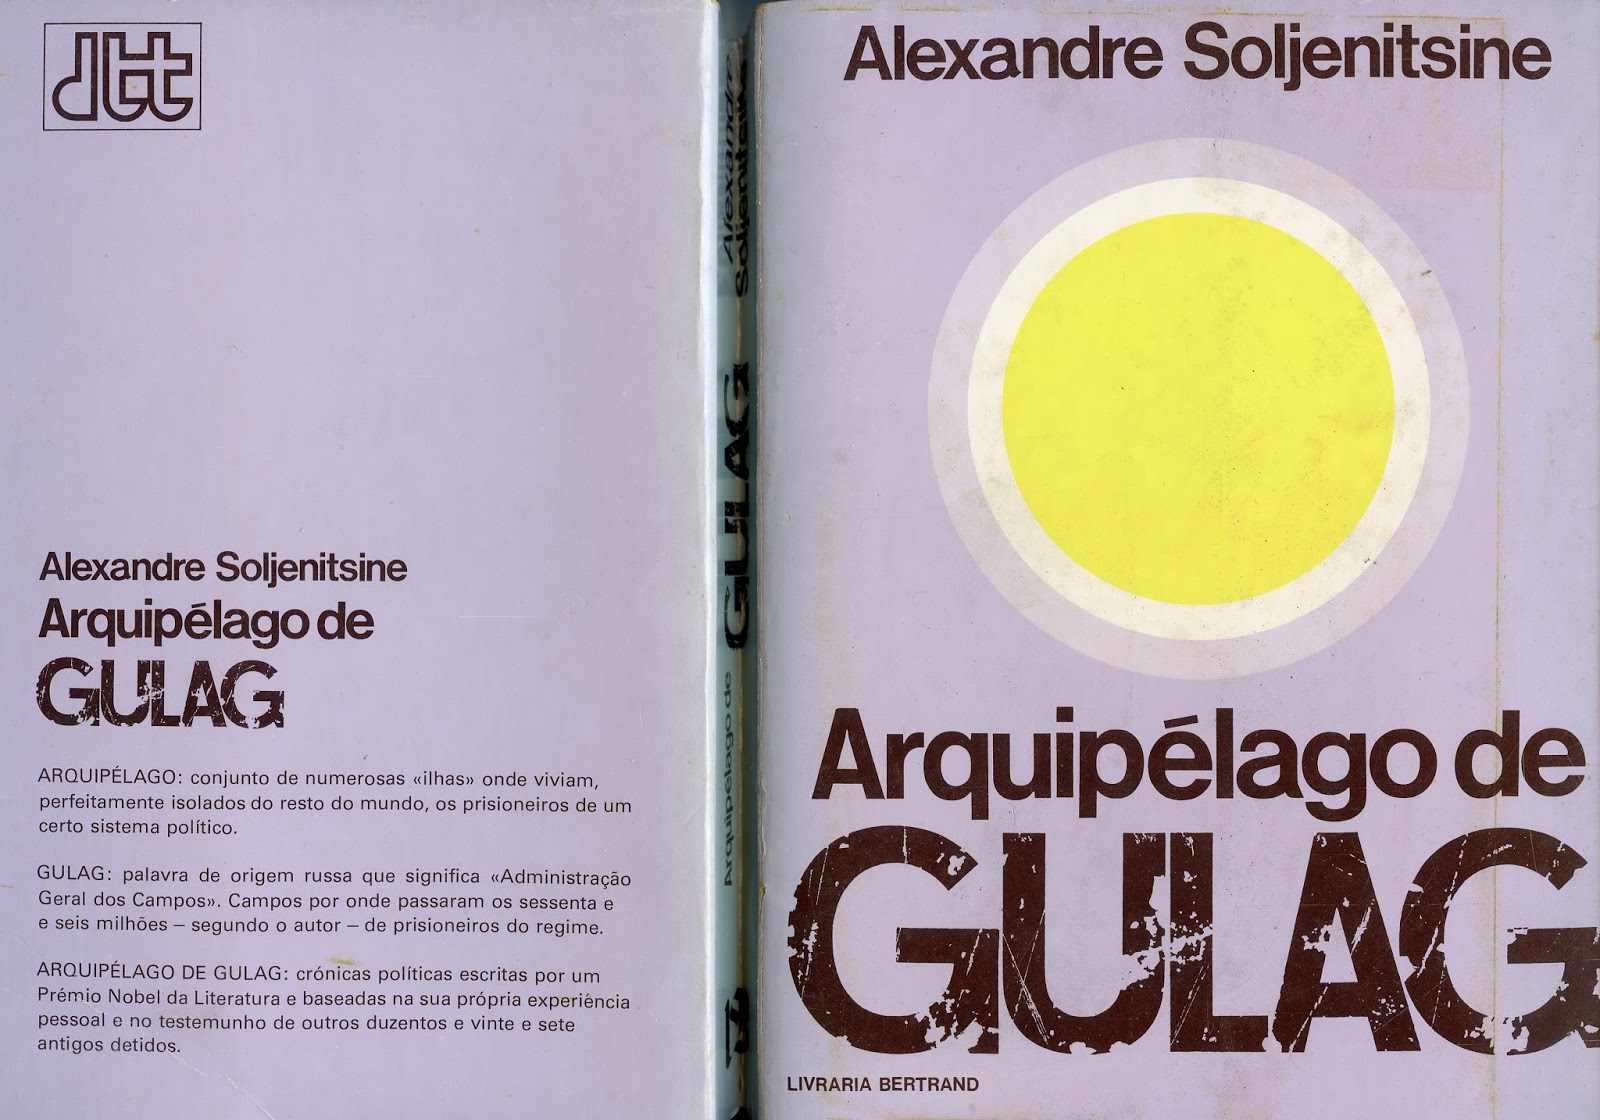 Alexandre Soljenitsine
Arquipélago de
GULAG
ARQUIPÉLAGO: conjunto de numerosas «ilhas» onde viviam,
perfeitamente isolados do resto do mundo, os prisioneiros de um
certo sistema político.
GULAG: palavra de origem russa que significa «Administração
Geral dos Campos». Campos por onde passaram os sessenta e
e seis milhões – segundo o autor – de prisioneiros do regime.
ARQUIPÉLAGO DE GULAG: crónicas políticas escritas por um
Prémio Nobel da Literatura e baseadas na sua própria experiência
pessoal e no testemunho de outros duzentos e vinte e sete
antigos detidos.
Alexandre
Soljenitsine
Arquipélago de
GULAG
Alexandre Soljenitsine
Arquipélago de
GULAG
LIVRARIA BERTRAND